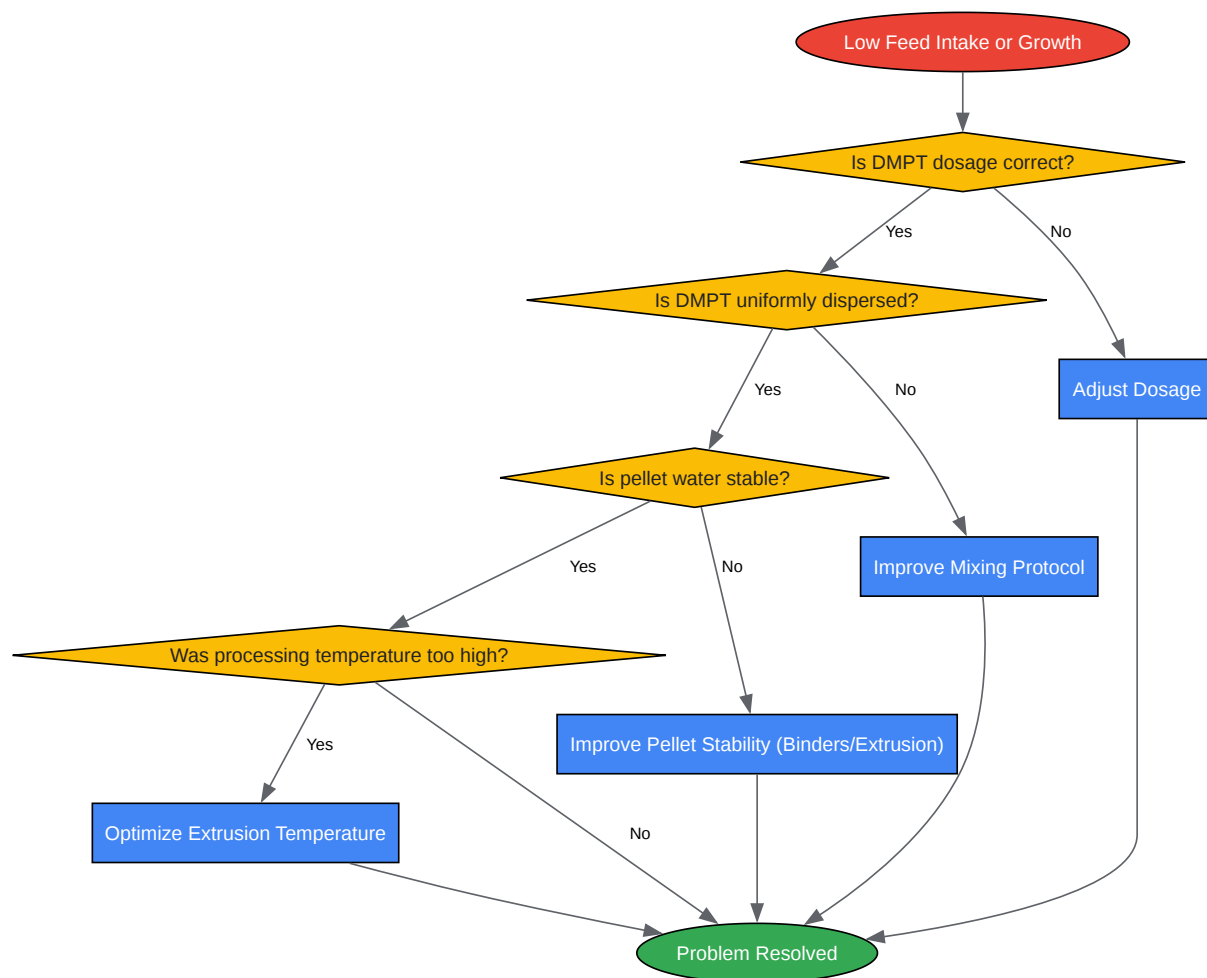 Low Feed Intake or Growth
Is DMPT dosage correct?
Yes
No
Is DMPT uniformly dispersed?
Yes
No
Adjust Dosage
Is pellet water stable?
Yes
No
Improve Mixing Protocol
Was processing temperature too high?
Yes
No
Improve Pellet Stability (Binders/Extrusion)
Optimize Extrusion Temperature
Problem Resolved